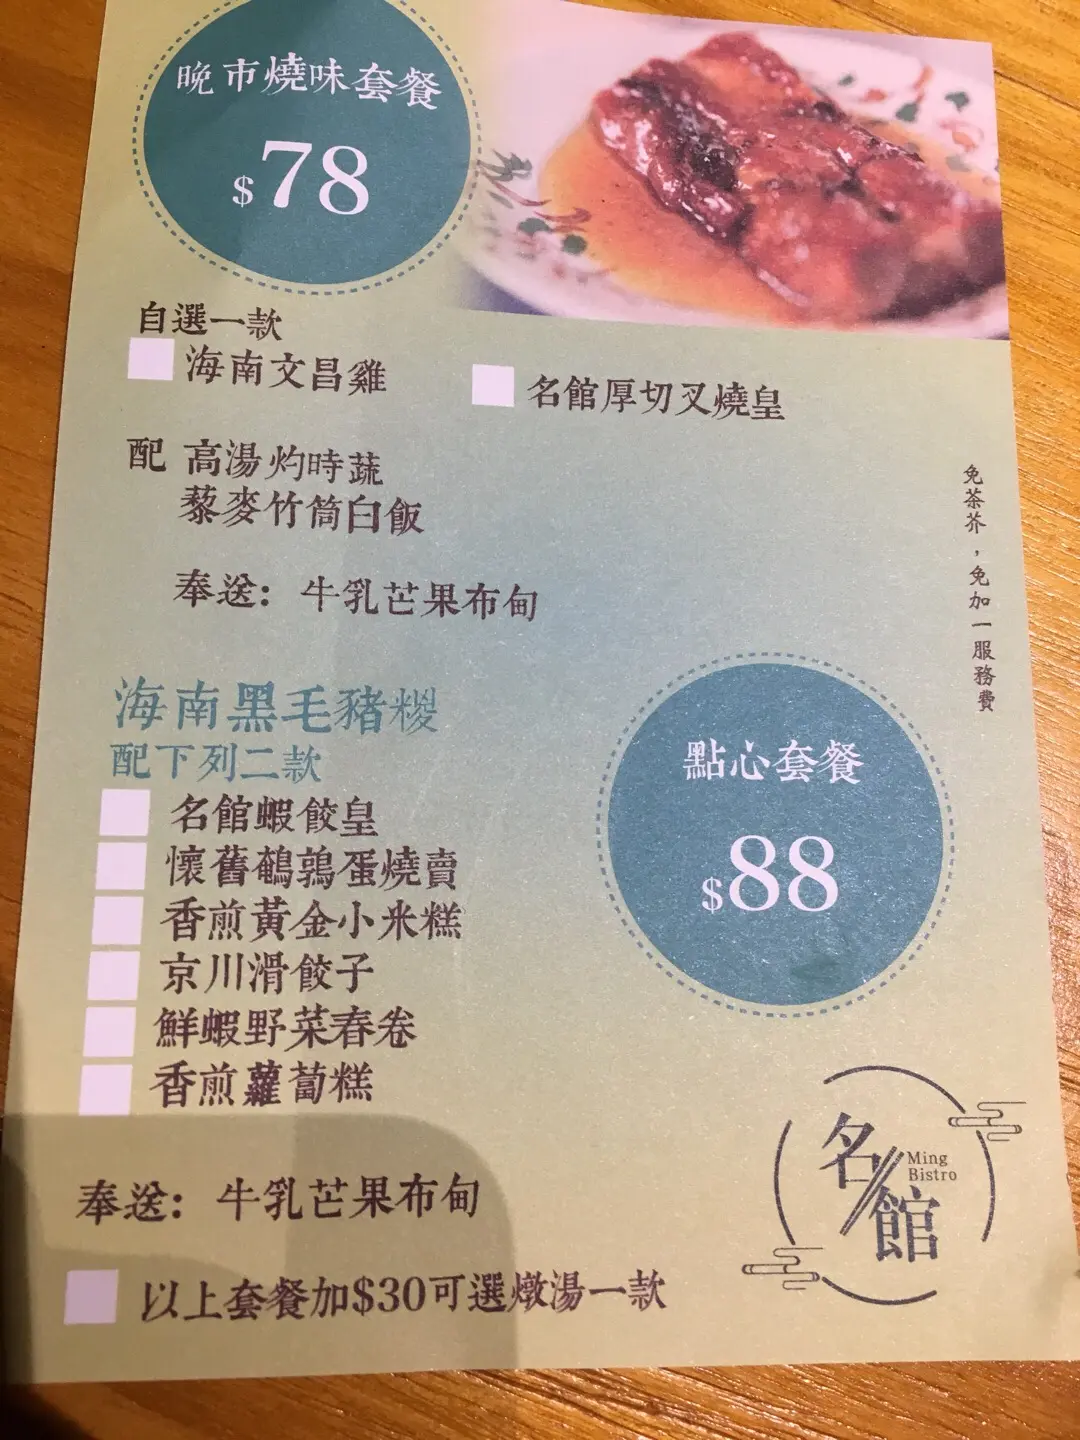 晚市燒味套餐
$78
自選一款
海南文昌雞
名館厚切叉燒皇
配 高湯灼時蔬
藜麥竹筒白飯
奉送: 牛乳芒果布甸
免茶芥，免加一服務費
海南黑毛豬糉
配下列二款
點心套餐
$88
名館蝦餃皇
懷舊鵪鶉蛋燒賣
香煎黃金小米糕
京川滑餃子
鮮蝦野菜春卷
香煎蘿蔔糕
名館
Ming
Bistro
奉送: 牛乳芒果布甸
以上套餐加$30可選燉湯一款